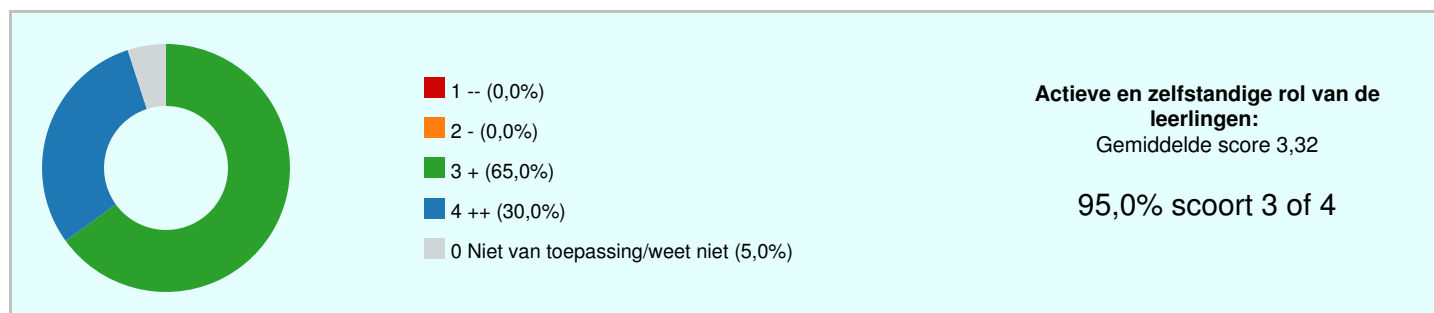 1 -- (0,0%)
2 - (0,0%)
3 + (65,0%)
4 ++ (30,0%)
0 Niet van toepassing/weet niet (5,0%)
Actieve en zelfstandige rol van de
leerlingen:
Gemiddelde score 3,32
95,0% scoort 3 of 4